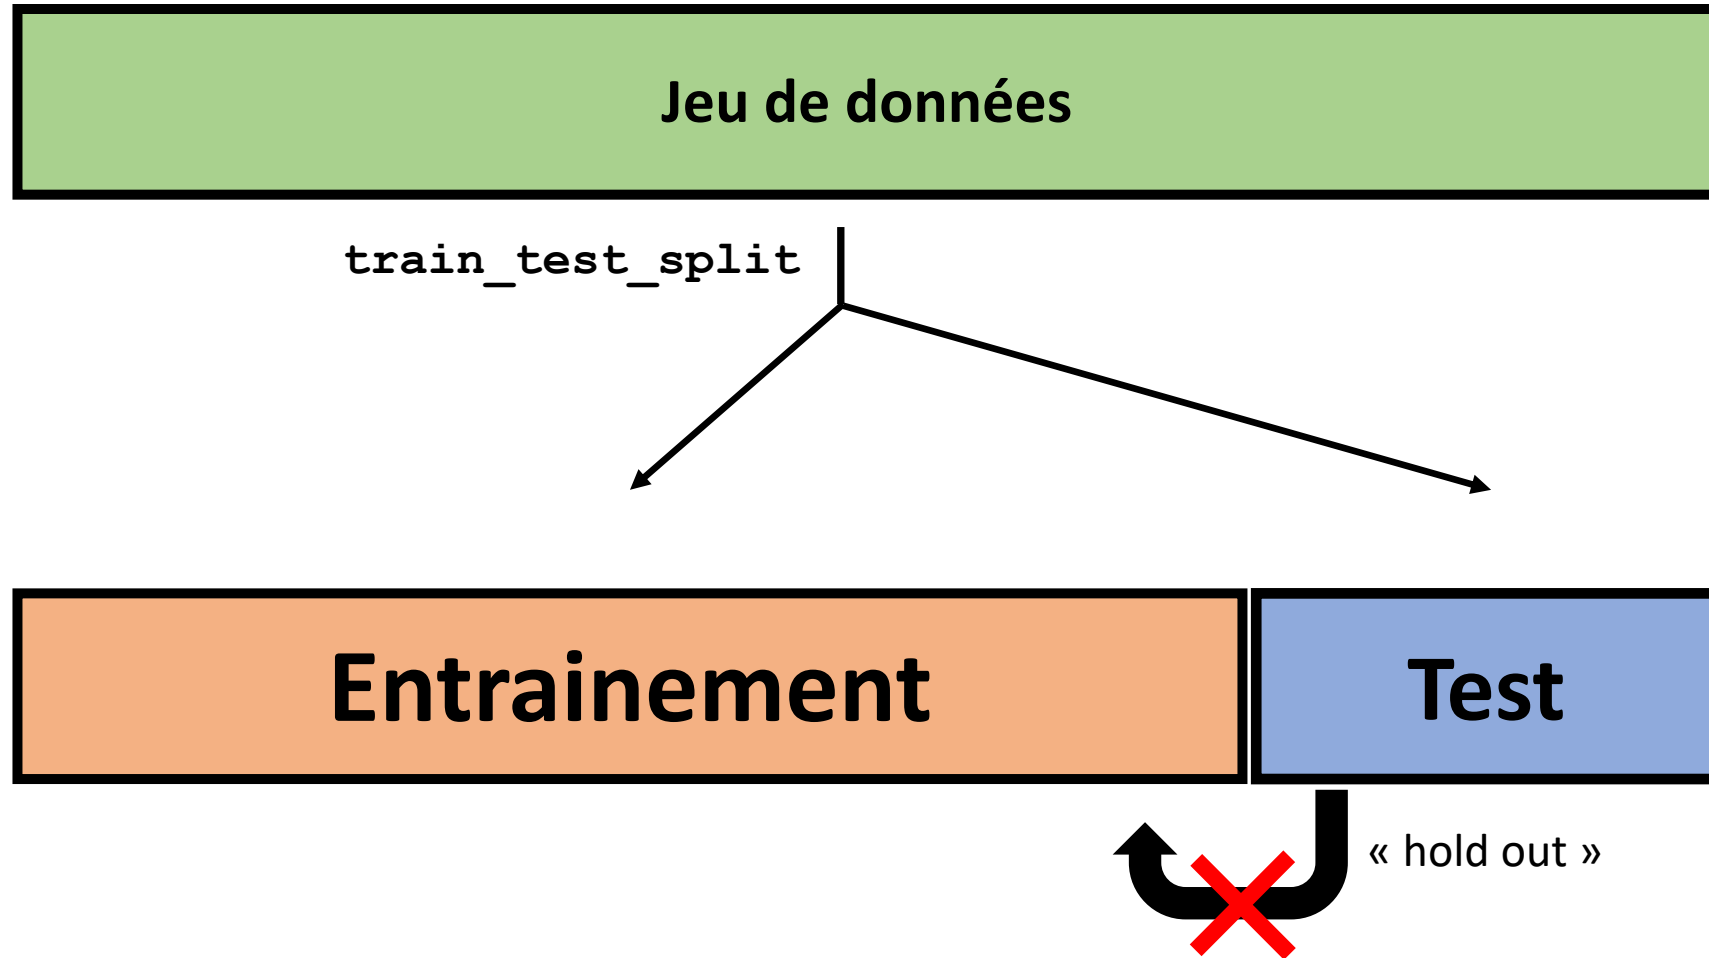 Jeu de données
train_test_split
Entrainement
Test
« hold out »